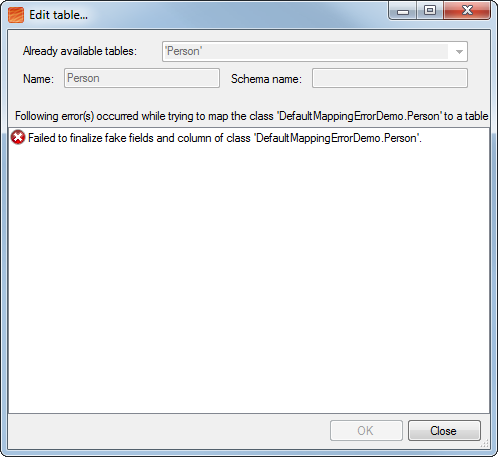 Edit table...
Already available tables: 'Person'
Name: Person Schema name:
Following error(s) occurred while trying to map the class 'DefaultMappingErrorDemo.Person' to a table
Failed to finalize fake fields and column of class 'DefaultMappingErrorDemo.Person'.
OK Close